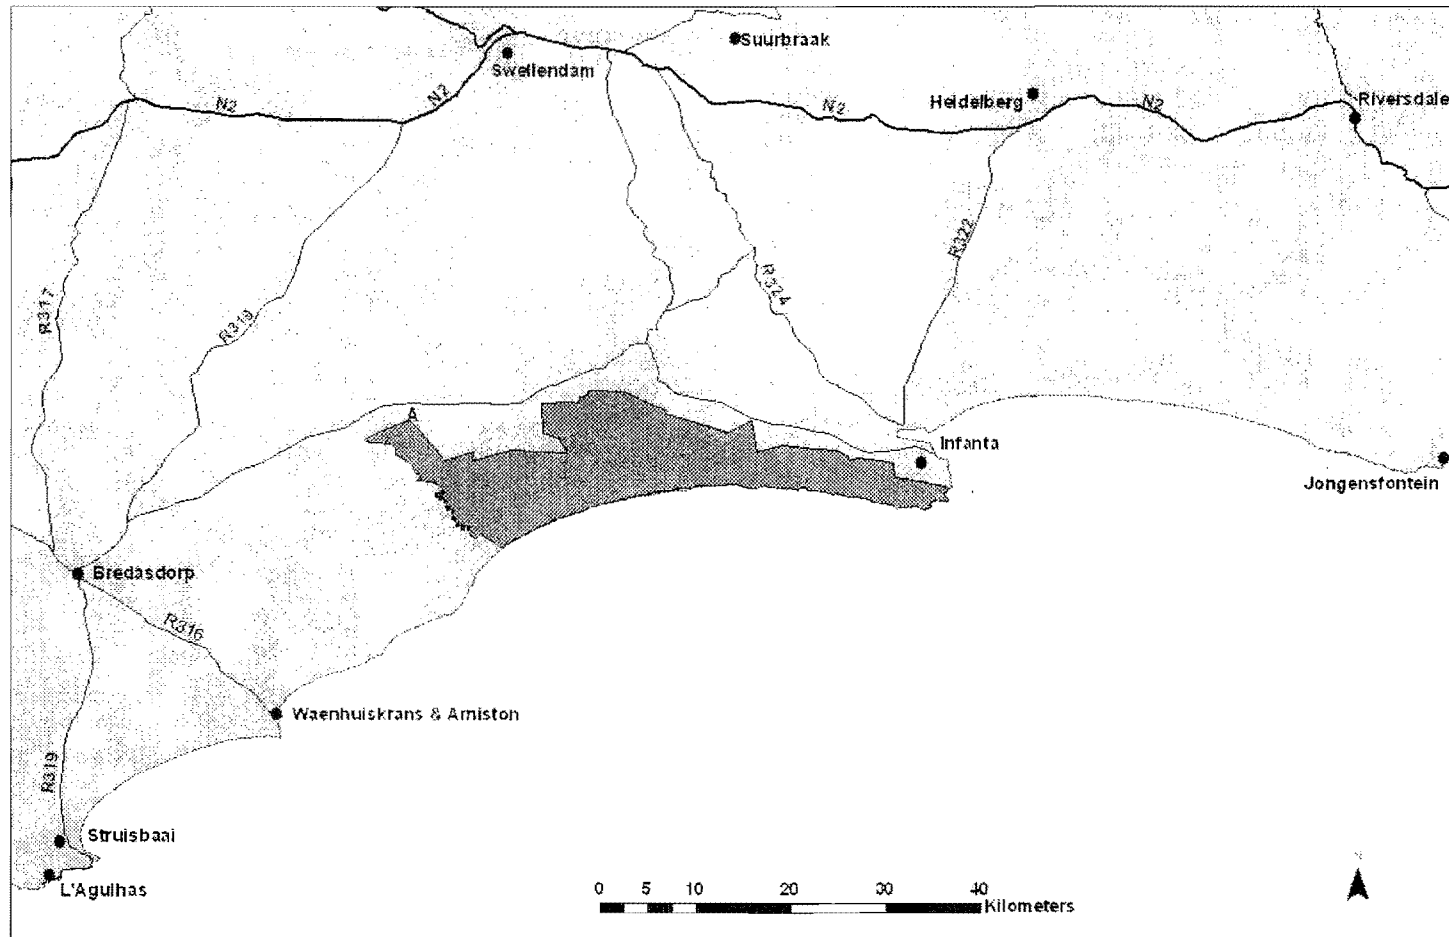 Suurbraak
Swellendam
N2
N2
N2
Heidelberg
N2
Riversdale
R317
R319
R324
R322
A
Infanta
Jongensfontein
Bredasdorp
R316
Waenhuiskrans & Arniston
R319
Struisbaai
L'Agulhas
0 5 10 20 30 40
Kilometers